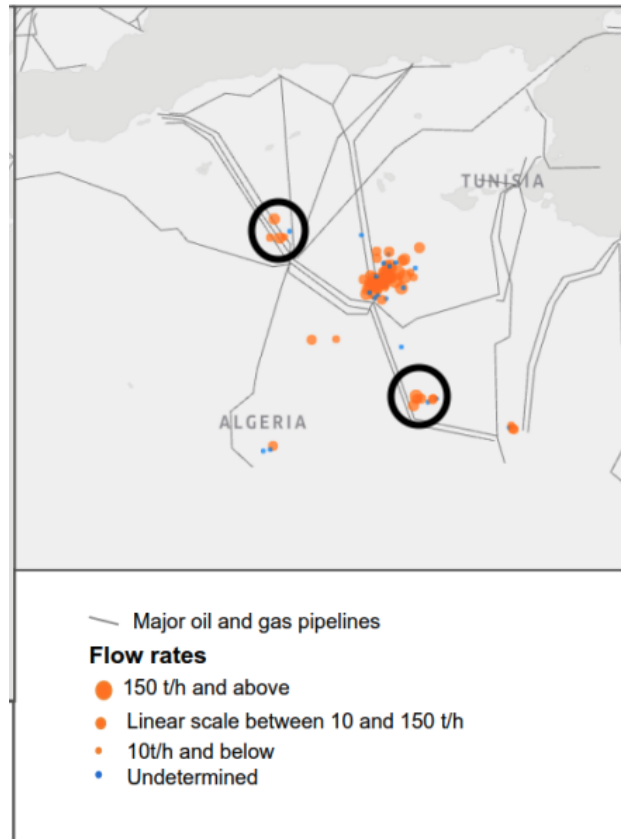 TUNISIA
ALGERIA
Major oil and gas pipelines
Flow rates
150 t/h and above
Linear scale between 10 and 150 t/h
10t/h and below
Undetermined